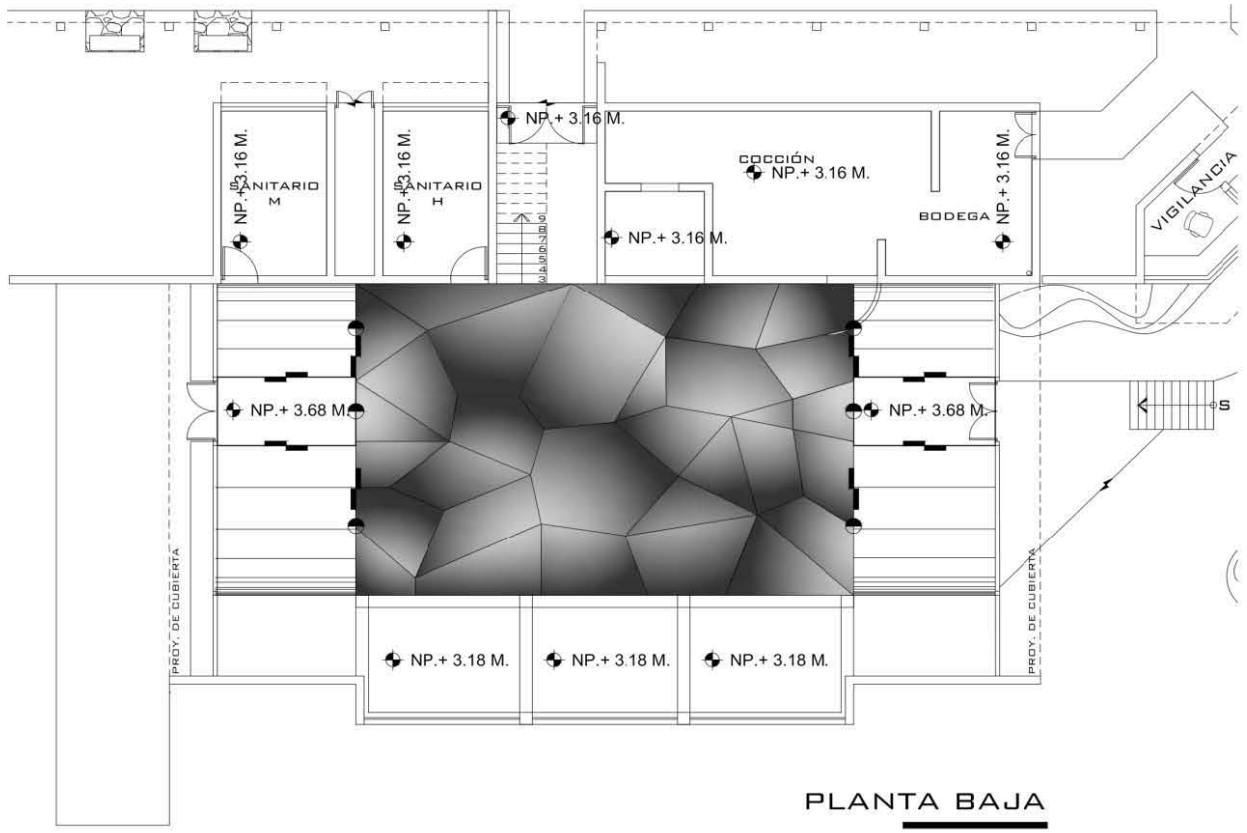 NP.+ 3.16 M.
COCCIÓN
NP.+ 3.16 M.
NP.+ 3.16 M.
SANITARIO
M
NP.+ 3.16 M.
SANITARIO
H
NP.+ 3.16 M.
BODEGA
VIGILANCIA
NP.+ 3.16 M.
9
8
7
6
5
4
3
NP.+ 3.68 M.
NP.+ 3.68 M.
S
PROY. DE CUBIERTA
PROY. DE CUBIERTA
NP.+ 3.18 M.
NP.+ 3.18 M.
NP.+ 3.18 M.
PLANTA BAJA